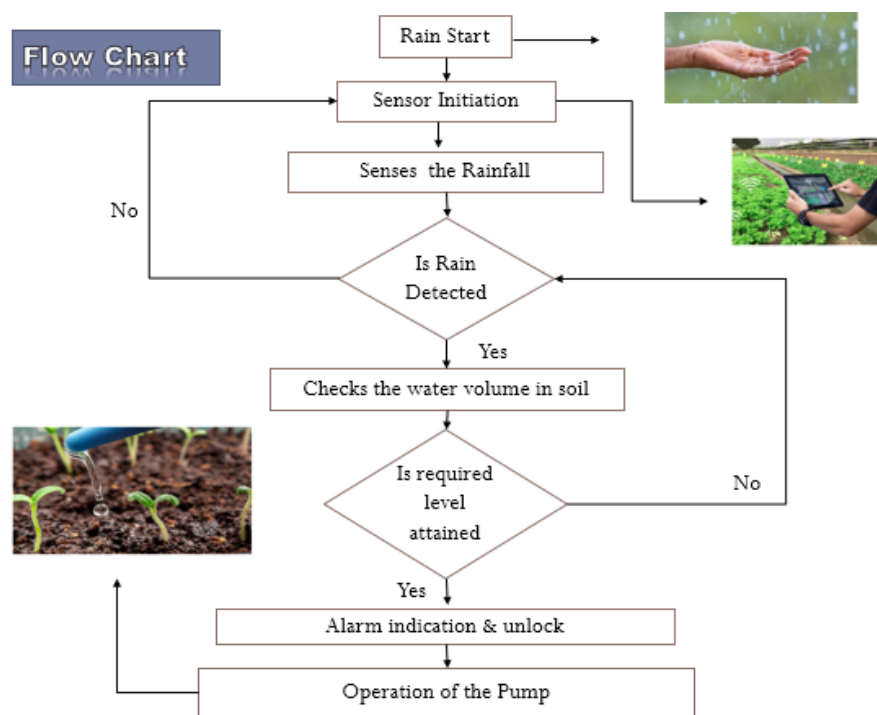 Flow Chart
Rain Start
Sensor Initiation
Senses the Rainfall
No
Is Rain
Detected
Yes
Checks the water volume in soil
Is required
level
attained
No
Yes
Alarm indication & unlock
Operation of the Pump